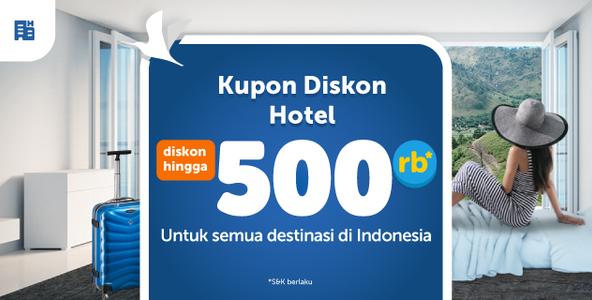 Kupon Diskon
Hotel
diskon
hingga
500
rb*
Untuk semua destinasi di Indonesia
*S&K berlaku